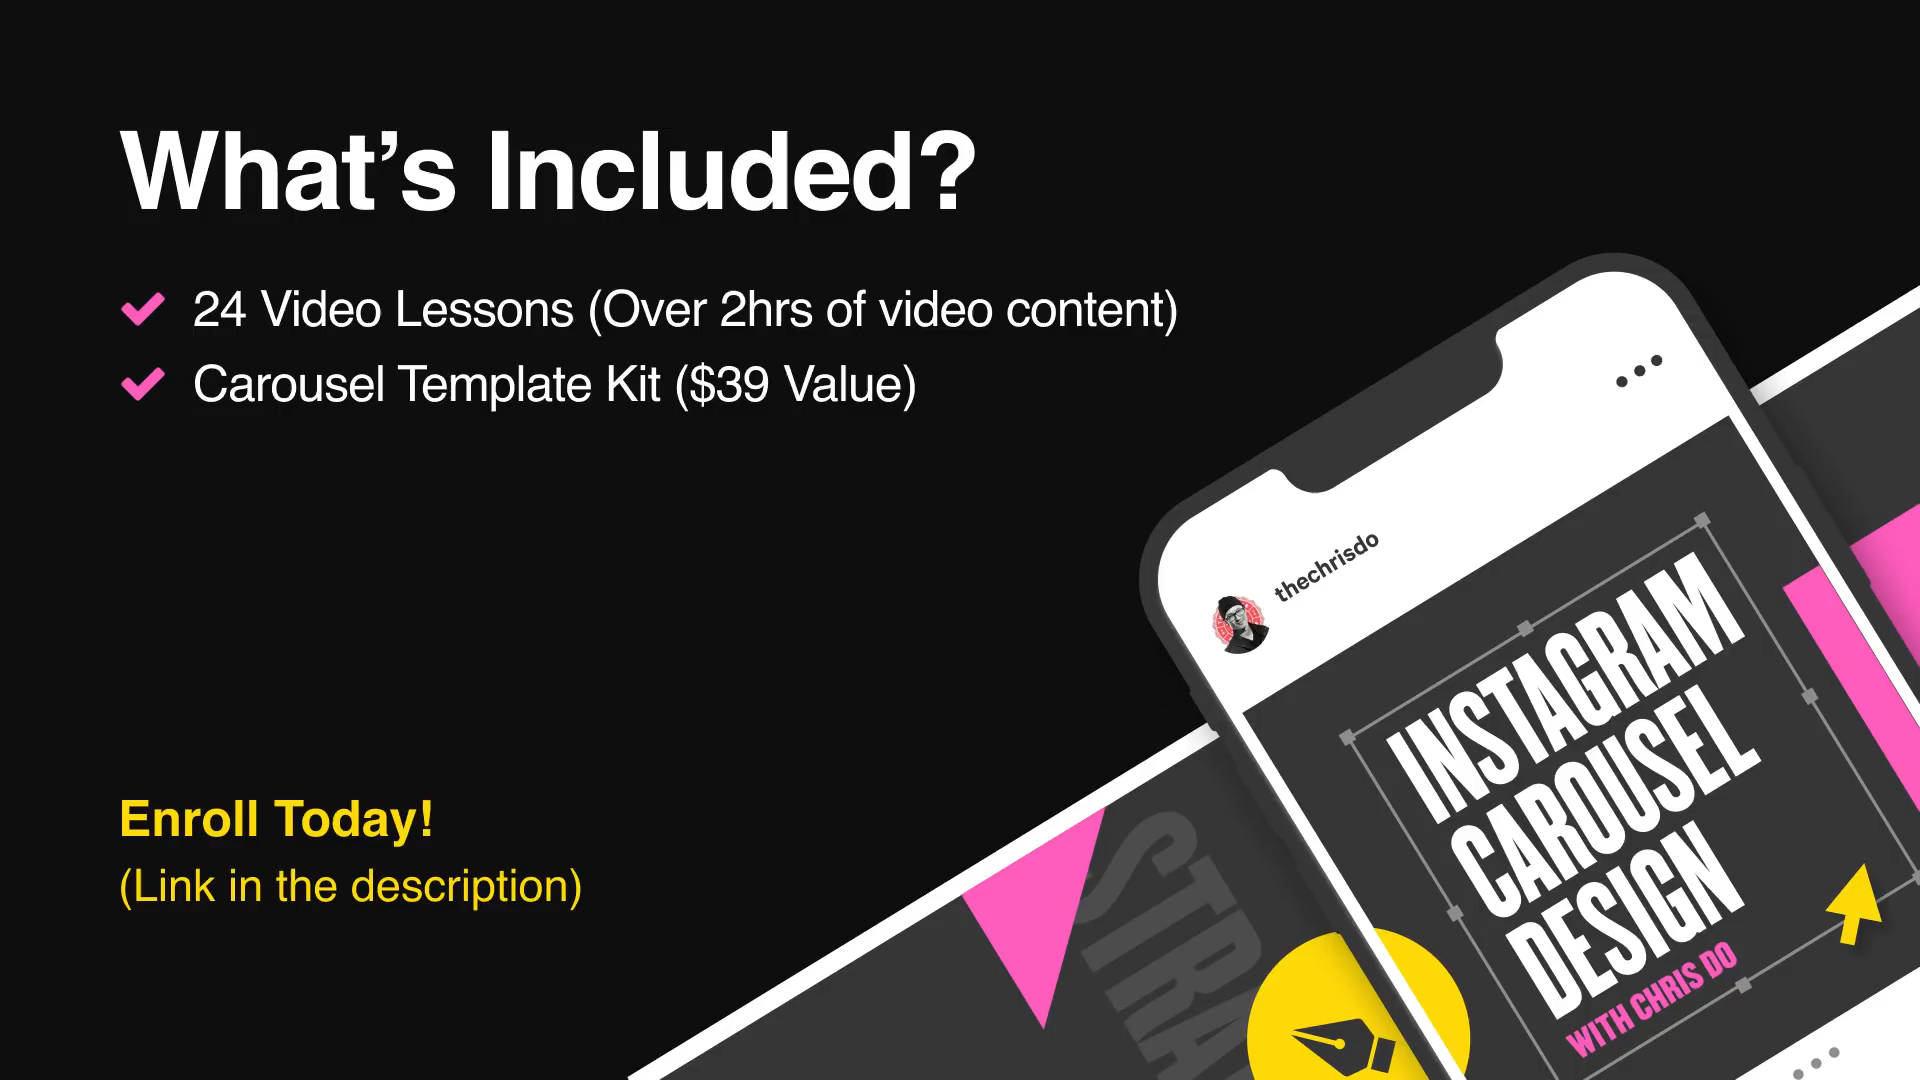 What’s Included?
24 Video Lessons (Over 2hrs of video content)
Carousel Template Kit ($39 Value)
Enroll Today!
(Link in the description)
thechrisdo
INSTAGRAM
CAROUSEL
DESIGN
WITH CHRIS DO